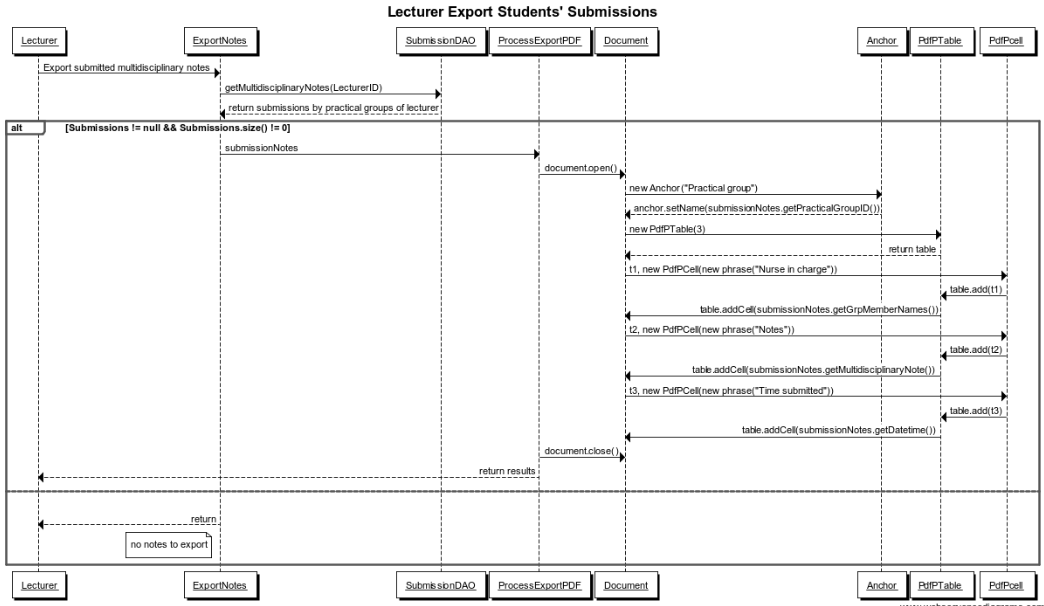 Lecturer Export Students' Submissions
Lecturer ExportNotes SubmissionDAO ProcessExportPDF Document Anchor PdfPTable PdfPcell
Export submitted multidisciplinary notes
getMultidisciplinaryNotes(LecturerID)
return submissions by practical groups of lecturer
alt [Submissions != null && Submissions.size() != 0]
submissionNotes
document.open()
new Anchor("Practical group")
anchor.setName(submissionNotes.getPracticalGroupID())
new PdfPTable(3)
return table
t1, new PdfPCell(new phrase("Nurse in charge"))
table.add(t1)
table.addCell(submissionNotes.getGrpMemberNames())
t2, new PdfPCell(new phrase("Notes"))
table.add(t2)
table.addCell(submissionNotes.getMultidisciplinaryNote())
t3, new PdfPCell(new phrase("Time submitted"))
table.add(t3)
table.addCell(submissionNotes.getDatetime())
document.close()
return results
return
no notes to export
Lecturer ExportNotes SubmissionDAO ProcessExportPDF Document Anchor PdfPTable PdfPcell